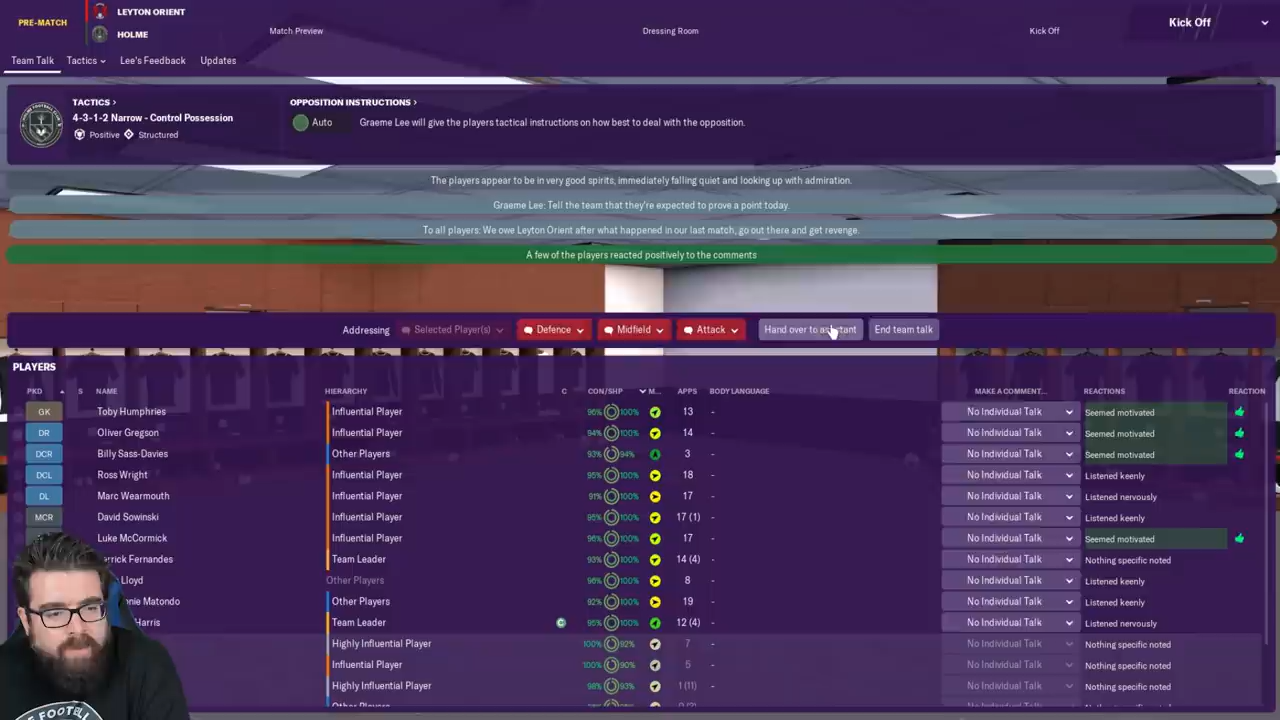 PRE-MATCH
LEYTON ORIENT
HOLME
Match Preview
Dressing Room
Kick Off
Kick Off
Team Talk
Tactics
Lee's Feedback
Updates
TACTICS >
4-3-1-2 Narrow - Control Possession
Positive Structured
OPPOSITION INSTRUCTIONS >
Auto Graeme Lee will give the players tactical instructions on how best to deal with the opposition.
The players appear to be in very good spirits, immediately falling quiet and looking up with admiration.
Graeme Lee: Tell the team that they're expected to prove a point today.
To all players: We owe Leyton Orient after what happened in our last match, go out there and get revenge.
A few of the players reacted positively to the comments
Addressing Selected Player(s) Defence Midfield Attack Hand over to assistant End team talk
PLAYERS
PKD S NAME HIERARCHY C CON/SHP M... APPS BODY LANGUAGE MAKE A COMMENT... REACTIONS REACTION
GK Toby Humphries Influential Player 96% 100% 13 - No Individual Talk Seemed motivated
DR Oliver Gregson Influential Player 94% 100% 14 - No Individual Talk Seemed motivated
DCR Billy Sass-Davies Other Players 93% 94% 3 - No Individual Talk Seemed motivated
DCL Ross Wright Influential Player 95% 100% 18 - No Individual Talk Listened keenly
DL Marc Wearmouth Influential Player 91% 100% 17 - No Individual Talk Listened nervously
MCR David Sowinski Influential Player 95% 100% 17 (1) - No Individual Talk Listened keenly
Luke McCormick Influential Player 96% 100% 17 - No Individual Talk Seemed motivated
errick Fernandes Team Leader 93% 100% 14 (4) - No Individual Talk Nothing specific noted
Lloyd Other Players 96% 100% 8 - No Individual Talk Listened keenly
nnie Matondo Other Players 92% 100% 19 - No Individual Talk Listened keenly
Harris Team Leader C 95% 100% 12 (4) - No Individual Talk Listened nervously
Highly Influential Player 100% 92% 7 - No Individual Talk Nothing specific noted
Influential Player 100% 90% 5 - No Individual Talk Nothing specific noted
Highly Influential Player 98% 93% 1 (11) - No Individual Talk Nothing specific noted